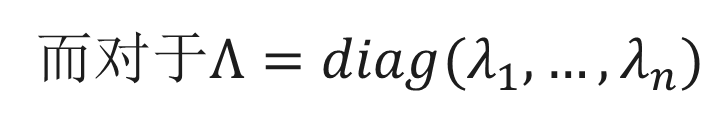 而对于Λ = diag(λ₁, …, λₙ)